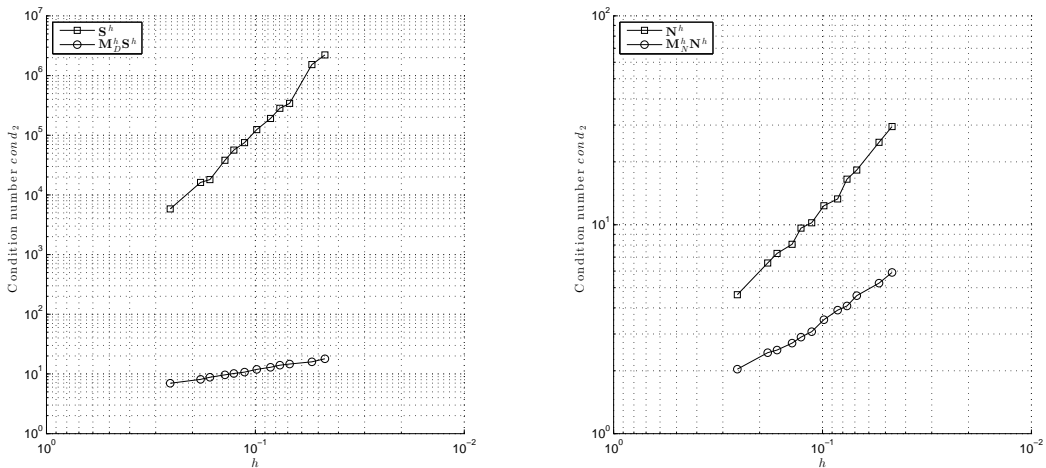 10^7
10^6
10^5
10^4
10^3
10^2
10^1
10^0
Condition number cond_2
S^h
M_D^h S^h
10^0
10^{-1}
10^{-2}
h
10^2
10^1
10^0
Condition number cond_2
N^h
M_N^h N^h
10^0
10^{-1}
10^{-2}
h